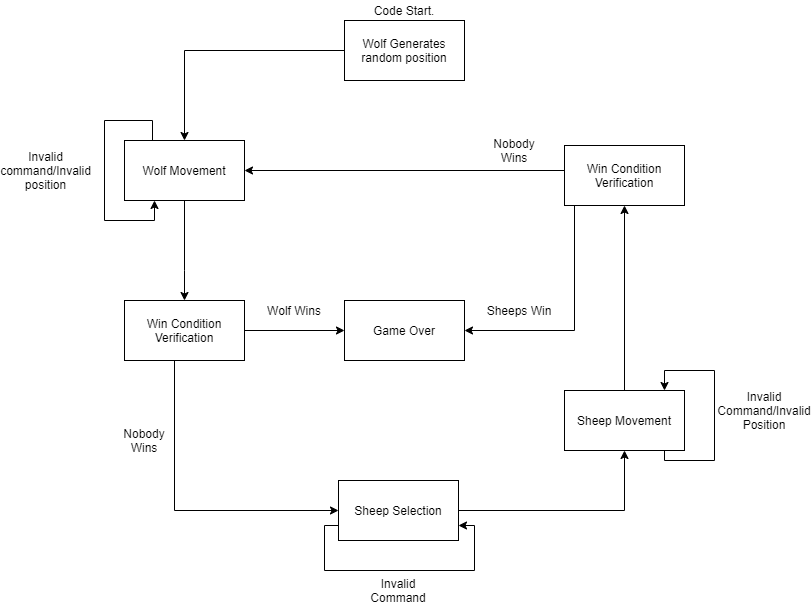 Code Start.
Wolf Generates
random position
Nobody
Wins
Invalid
command/Invalid
position
Wolf Movement
Win Condition
Verification
Wolf Wins
Sheeps Win
Win Condition
Verification
Game Over
Invalid
Command/Invalid
Position
Sheep Movement
Nobody
Wins
Sheep Selection
Invalid
Command